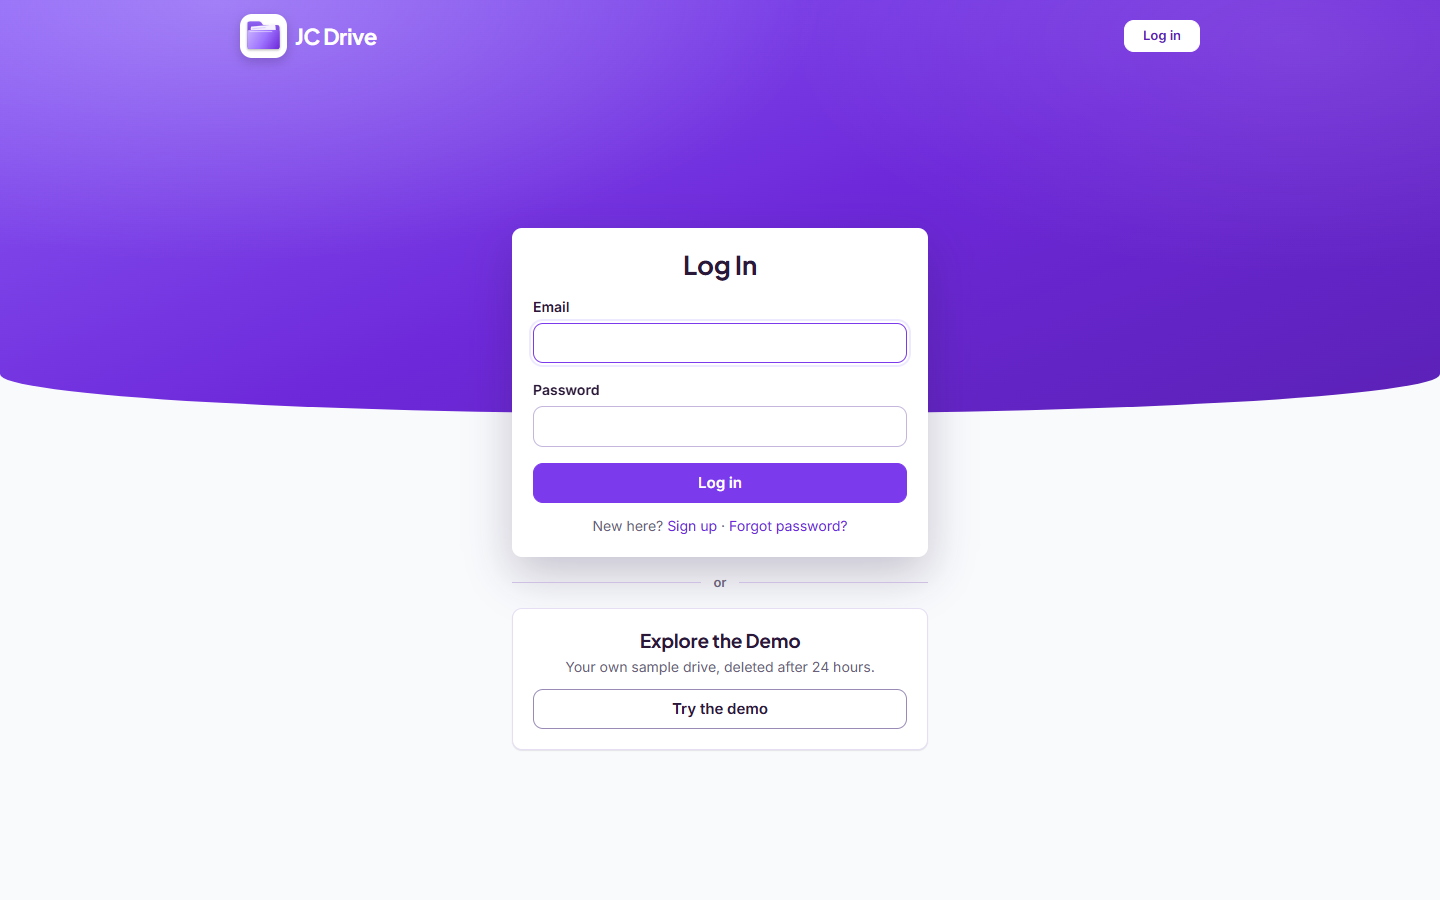 JC Drive
Log in
Log In
Email
Password
Log in
New here? Sign up · Forgot password?
or
Explore the Demo
Your own sample drive, deleted after 24 hours.
Try the demo